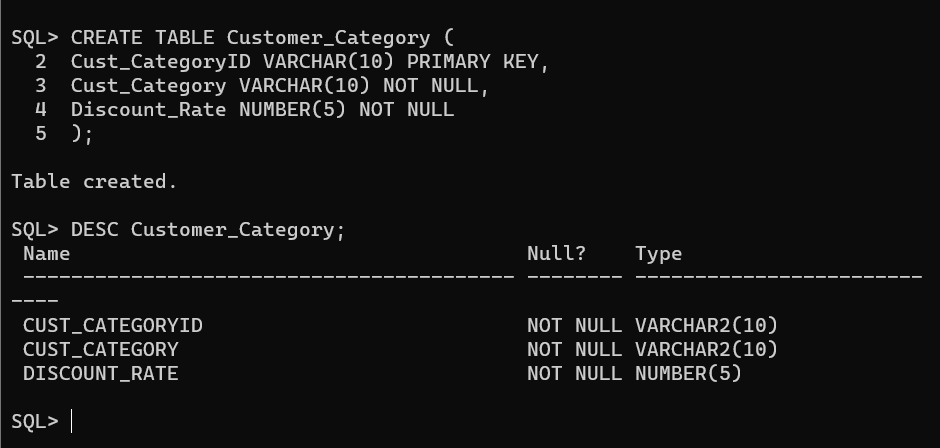 SQL> CREATE TABLE Customer_Category (
  2  Cust_CategoryID VARCHAR(10) PRIMARY KEY,
  3  Cust_Category VARCHAR(10) NOT NULL,
  4  Discount_Rate NUMBER(5) NOT NULL
  5  );
Table created.
SQL> DESC Customer_Category;
 Name                                      Null?    Type
 ----------------------------------------- -------- ------------------------
----
 CUST_CATEGORYID                           NOT NULL VARCHAR2(10)
 CUST_CATEGORY                             NOT NULL VARCHAR2(10)
 DISCOUNT_RATE                             NOT NULL NUMBER(5)
SQL>